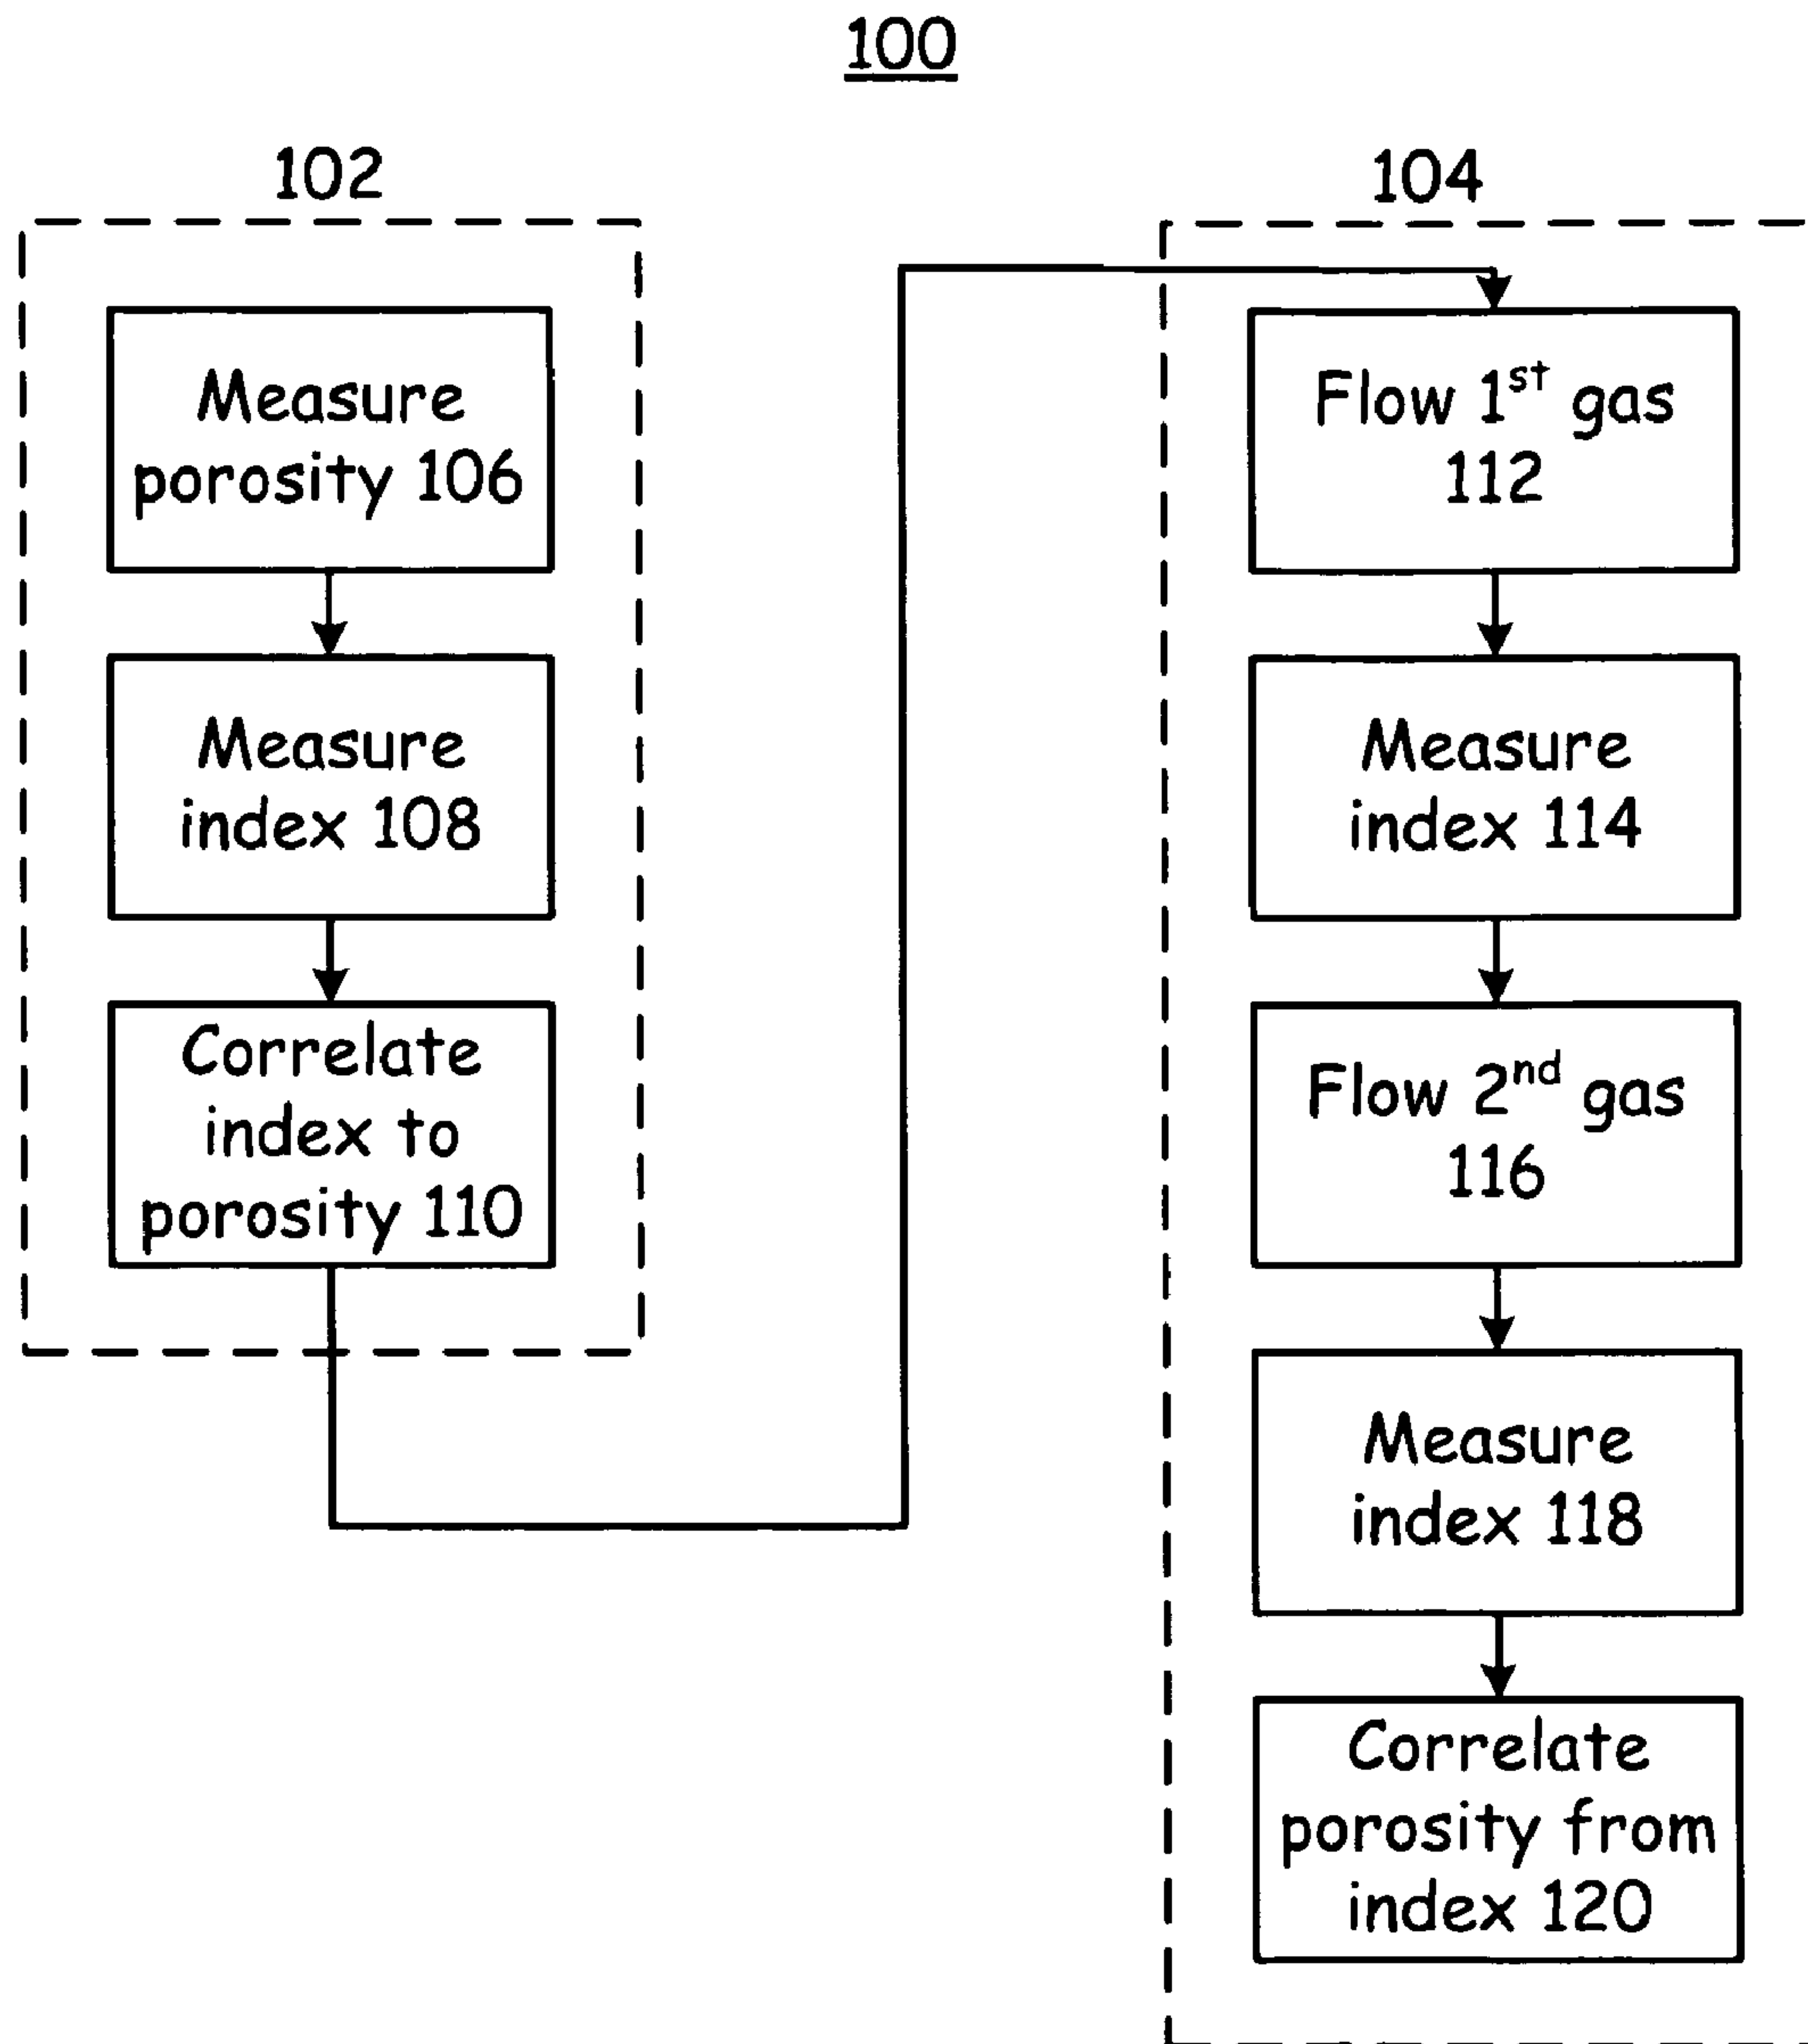 100
102
Measure
porosity 106
Measure
index 108
Correlate
index to
porosity 110
104
Flow 1st gas
112
Measure
index 114
Flow 2nd gas
116
Measure
index 118
Correlate
porosity from
index 120